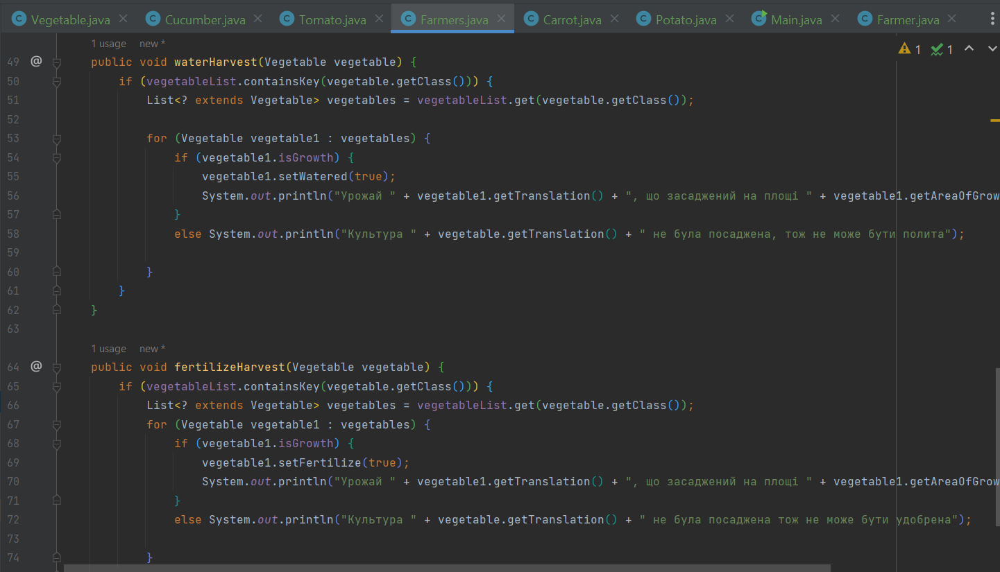 Vegetable.java Cucumber.java Tomato.java Farmers.java Carrot.java Potato.java Main.java Farmer.java
1 usage new *
1 1
49 @ public void waterHarvest(Vegetable vegetable) {
50 if (vegetableList.containsKey(vegetable.getClass())) {
51 List<? extends Vegetable> vegetables = vegetableList.get(vegetable.getClass());
52
53 for (Vegetable vegetable1 : vegetables) {
54 if (vegetable1.isGrowth) {
55 vegetable1.setWatered(true);
56 System.out.println("Урожай " + vegetable1.getTranslation() + ", що засаджений на площі " + vegetable1.getAreaOfGrow
57 }
58 else System.out.println("Культура " + vegetable.getTranslation() + " не була посаджена, тож не може бути полита");
59
60 }
61 }
62 }
63
1 usage new *
64 @ public void fertilizeHarvest(Vegetable vegetable) {
65 if (vegetableList.containsKey(vegetable.getClass())) {
66 List<? extends Vegetable> vegetables = vegetableList.get(vegetable.getClass());
67 for (Vegetable vegetable1 : vegetables) {
68 if (vegetable1.isGrowth) {
69 vegetable1.setFertilize(true);
70 System.out.println("Урожай " + vegetable1.getTranslation() + ", що засаджений на площі " + vegetable1.getAreaOfGrow
71 }
72 else System.out.println("Культура " + vegetable.getTranslation() + " не була посаджена тож не може бути удобрена");
73
74 }